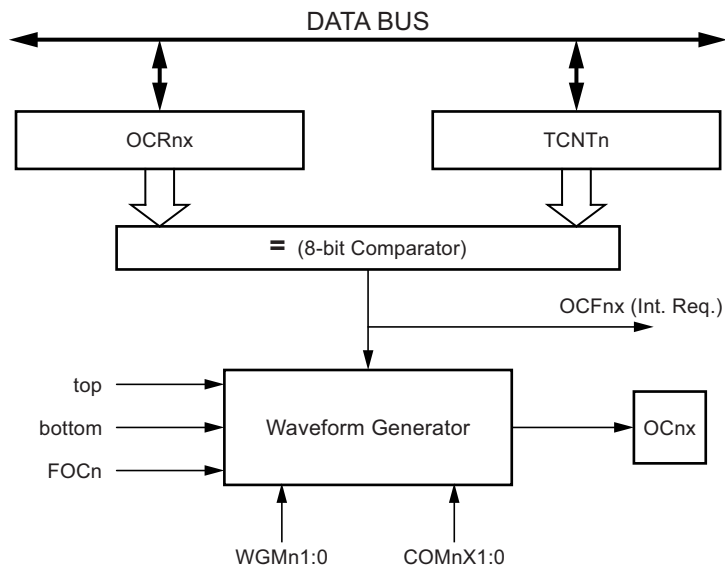 DATA BUS
OCRnx
TCNTn
= (8-bit Comparator)
OCFnx (Int. Req.)
top
bottom
FOCn
Waveform Generator
OCnx
WGMn1:0
COMnX1:0